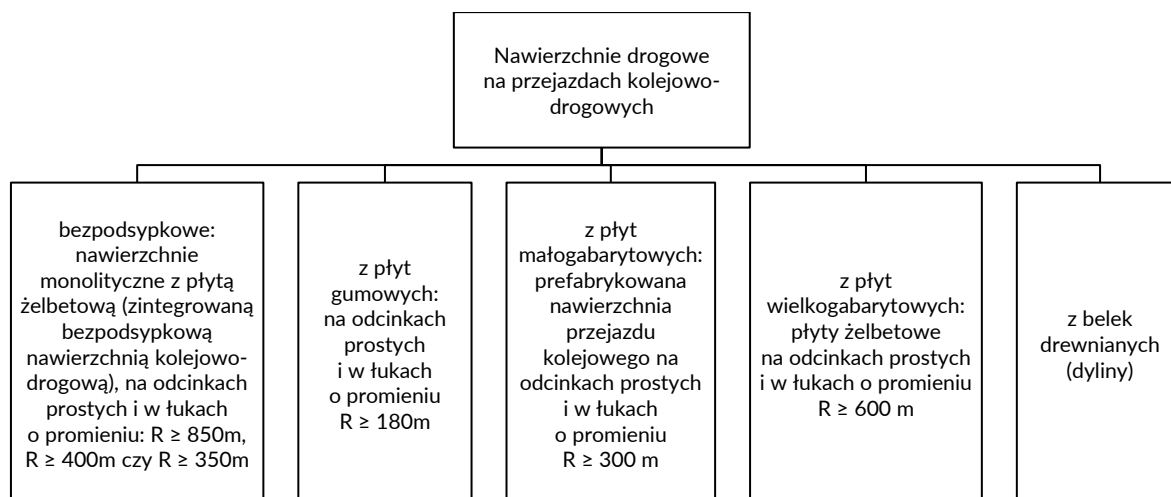 Nawierzchnie drogowe
na przejazdach kolejowo-
drogowych
bezpodsypkowe:
nawierzchnie
monolityczne z płytą
żelbetową (zintegrowaną
bezpodsypkową
nawierzchnią kolejowo-
drogową), na odcinkach
prostych i w łukach
o promieniu: R ≥ 850m,
R ≥ 400m czy R ≥ 350m
z płyt
gumowych:
na odcinkach
prostych
i w łukach
o promieniu
R ≥ 180m
z płyt
małogabarytowych:
prefabrykowana
nawierzchnia
przejazdu
kolejowego na
odcinkach prostych
i w łukach
o promieniu
R ≥ 300 m
z płyt
wielkogabarytowych:
płyty żelbetowe
na odcinkach prostych
i w łukach o promieniu
R ≥ 600 m
z belek
drewnianych
(dyliny)